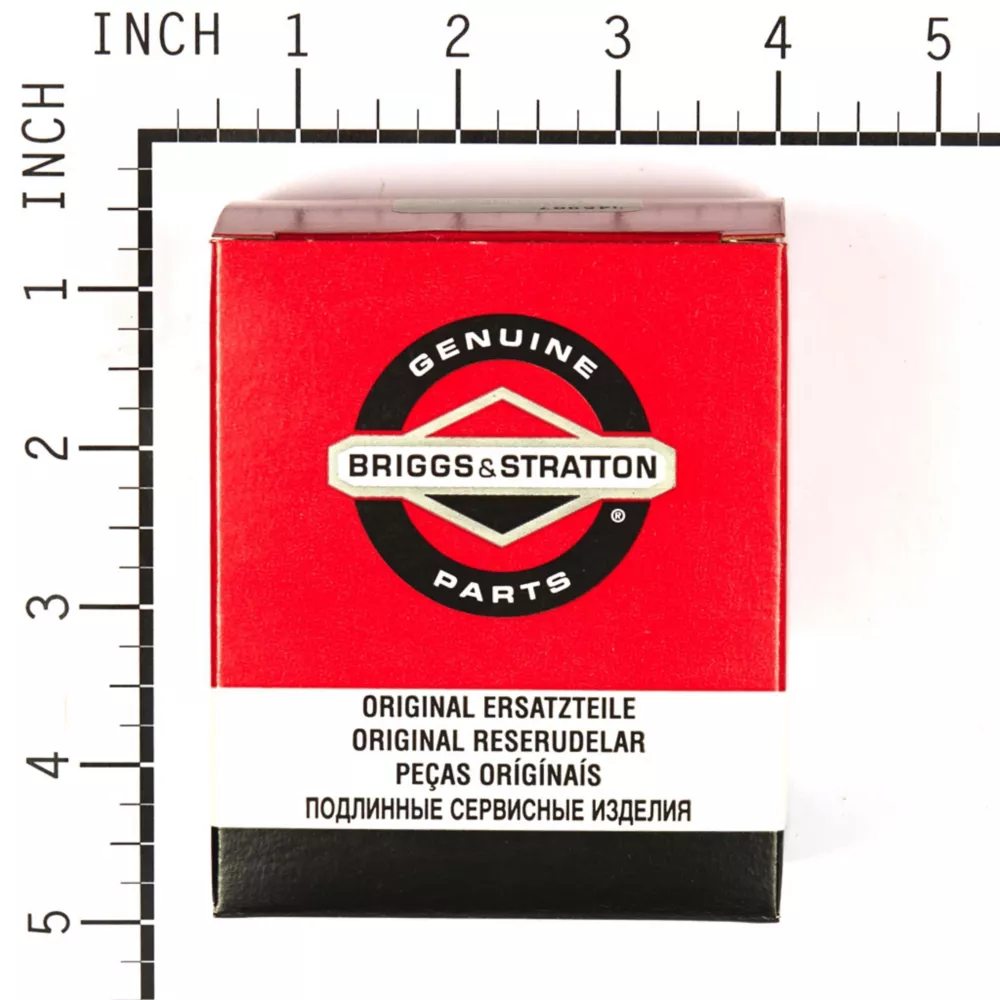 INCH 1 2 3 4 5
INCH 1 2 3 4 5
GENUINE
BRIGGS&STRATTON
®
PARTS
ORIGINAL ERSATZTEILE
ORIGINAL RESERUDELAR
PEÇAS ORÍGÍNAÍS
ПОДЛИННЫЕ СЕРВИСНЫЕ ИЗДЕЛИЯ